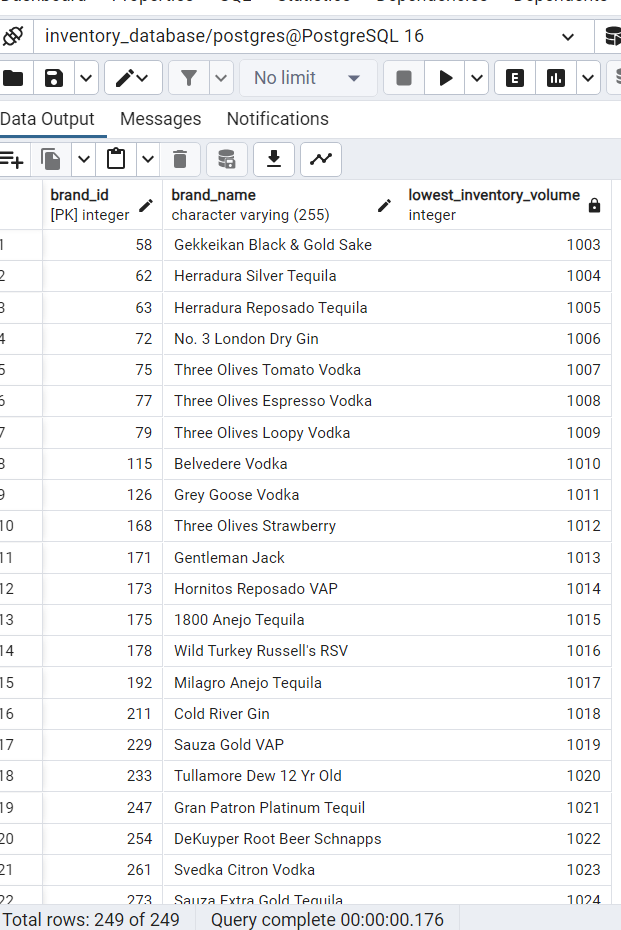 Dashboard Properties SQL Statistics Dependencies Dependents
inventory_database/postgres@PostgreSQL 16
No limit
E
Data Output Messages Notifications
brand_id brand_name lowest_inventory_volume
[PK] integer character varying (255) integer
1 58 Gekkeikan Black & Gold Sake 1003
2 62 Herradura Silver Tequila 1004
3 63 Herradura Reposado Tequila 1005
4 72 No. 3 London Dry Gin 1006
5 75 Three Olives Tomato Vodka 1007
6 77 Three Olives Espresso Vodka 1008
7 79 Three Olives Loopy Vodka 1009
8 115 Belvedere Vodka 1010
9 126 Grey Goose Vodka 1011
10 168 Three Olives Strawberry 1012
11 171 Gentleman Jack 1013
12 173 Hornitos Reposado VAP 1014
13 175 1800 Anejo Tequila 1015
14 178 Wild Turkey Russell's RSV 1016
15 192 Milagro Anejo Tequila 1017
16 211 Cold River Gin 1018
17 229 Sauza Gold VAP 1019
18 233 Tullamore Dew 12 Yr Old 1020
19 247 Gran Patron Platinum Tequil 1021
20 254 DeKuyper Root Beer Schnapps 1022
21 261 Svedka Citron Vodka 1023
22 273 Sauza Extra Gold Tequila 1024
Total rows: 249 of 249 Query complete 00:00:00.176